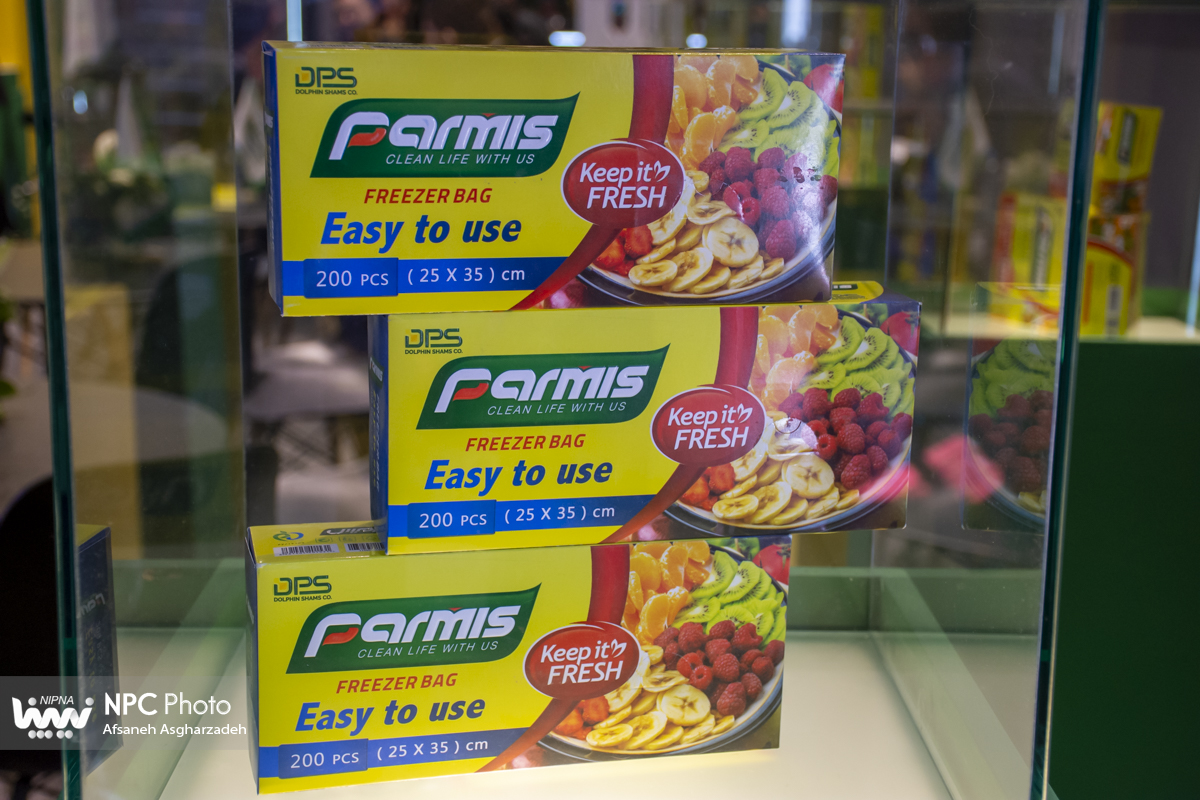 DPS
DOLPHIN SHAMS CO.
Parmis
CLEAN LIFE WITH US
FREEZER BAG
Easy to use
200 PCS ( 25 X 35 ) cm
Keep it
FRESH
DPS
DOLPHIN SHAMS CO.
Parmis
CLEAN LIFE WITH US
FREEZER BAG
Easy to use
200 PCS ( 25 X 35 ) cm
Keep it
FRESH
DPS
DOLPHIN SHAMS CO.
Parmis
CLEAN LIFE WITH US
FREEZER BAG
Easy to use
200 PCS ( 25 X 35 ) cm
Keep it
FRESH
NIPNA
NPC Photo
Afsaneh Asgharzadeh